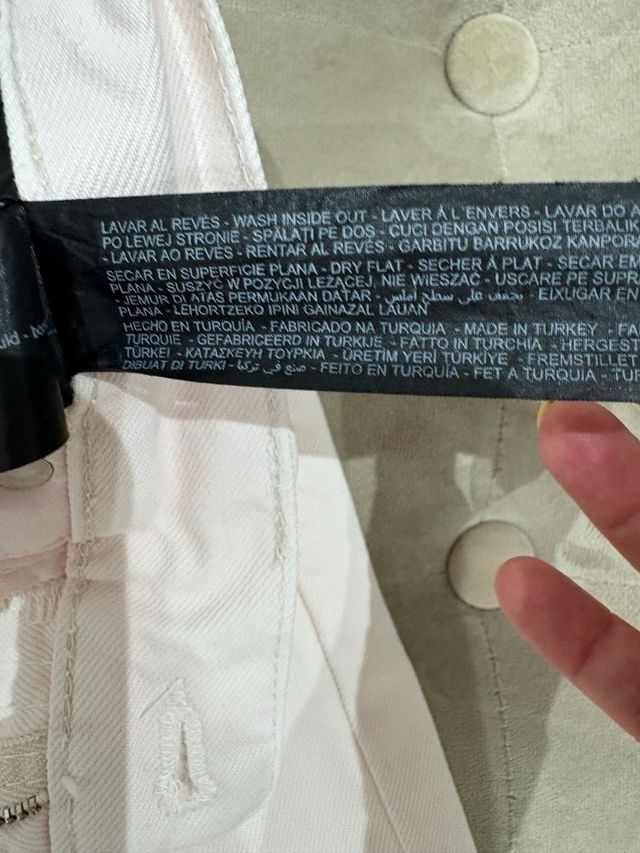 LAVAR AL REVÉS - WASH INSIDE OUT - LAVER Á L'ENVERS - LAVAR DO A
PO LEWEJ STRONIE - SPĂLAȚI PE DOS - CUCI DENGAN POSISI TERBALIK
- LAVAR AO REVÉS - RENTAR AL REVÉS - GARBITU BARRUKOZ KANPORA
SECAR EN SUPERFICIE PLANA - DRY FLAT - SÉCHER À PLAT - SECAR EM
PLANA - SUSZYĆ W POZYCJI LEŻĄCEJ, NIE WIESZAĆ - USCARE PE SUPRA
- JEMUR DI ATAS PERMUKAAN DATAR - يجفف على سطح أملس - EIXUGAR EN
PLANA - LEHORTZEKO IPINI GAINAZAL LAUAN
HECHO EN TURQUÍA - FABRICADO NA TURQUIA - MADE IN TURKEY - FA
TURQUIE - GEFABRICEERD IN TURKIJE - FATTO IN TURCHIA - HERGEST
TÜRKEI - ΚΑΤΑΣΚΕΥΗ ΤΟΥΡΚΙΑ - ÜRETİM YERİ TÜRKİYE - FREMSTILLET
DIBUAT DI TURKI - صنع في تركيا - FEITO EN TURQUÍA - FET A TURQUIA - TUR